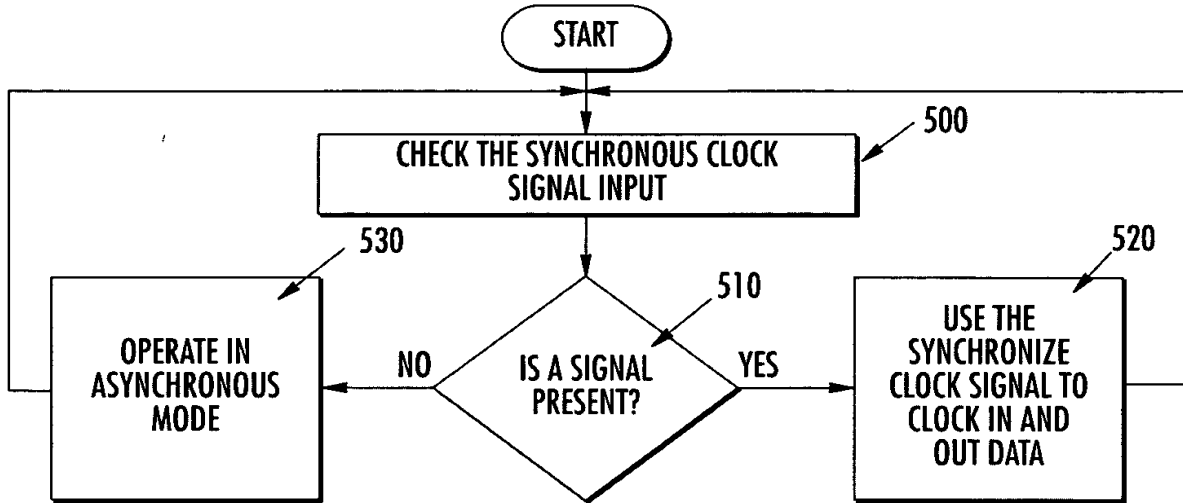 START
500
CHECK THE SYNCHRONOUS CLOCK
SIGNAL INPUT
530
510
520
OPERATE IN
ASYNCHRONOUS
MODE
NO
IS A SIGNAL
PRESENT?
YES
USE THE
SYNCHRONIZE
CLOCK SIGNAL TO
CLOCK IN AND
OUT DATA